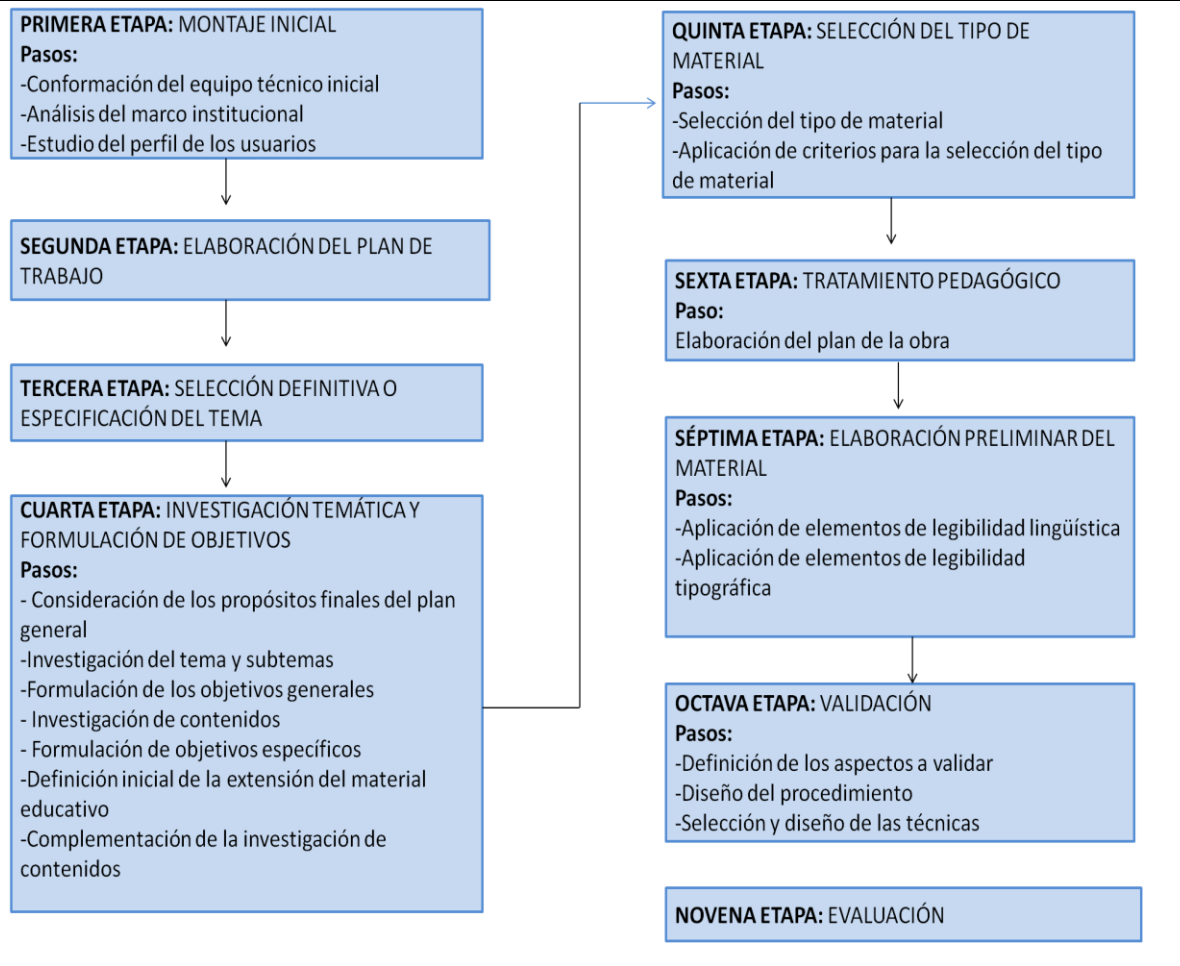 PRIMERA ETAPA: MONTAJE INICIAL
Pasos:
-Conformación del equipo técnico inicial
-Análisis del marco institucional
-Estudio del perfil de los usuarios
SEGUNDA ETAPA: ELABORACIÓN DEL PLAN DE
TRABAJO
TERCERA ETAPA: SELECCIÓN DEFINITIVA O
ESPECIFICACIÓN DEL TEMA
CUARTA ETAPA: INVESTIGACIÓN TEMÁTICA Y
FORMULACIÓN DE OBJETIVOS
Pasos:
- Consideración de los propósitos finales del plan
general
-Investigación del tema y subtemas
-Formulación de los objetivos generales
- Investigación de contenidos
- Formulación de objetivos específicos
-Definición inicial de la extensión del material
educativo
-Complementación de la investigación de
contenidos
QUINTA ETAPA: SELECCIÓN DEL TIPO DE
MATERIAL
Pasos:
-Selección del tipo de material
-Aplicación de criterios para la selección del tipo
de material
SEXTA ETAPA: TRATAMIENTO PEDAGÓGICO
Paso:
Elaboración del plan de la obra
SÉPTIMA ETAPA: ELABORACIÓN PRELIMINAR DEL
MATERIAL
Pasos:
-Aplicación de elementos de legibilidad lingüística
-Aplicación de elementos de legibilidad
tipográfica
OCTAVA ETAPA: VALIDACIÓN
Pasos:
-Definición de los aspectos a validar
-Diseño del procedimiento
-Selección y diseño de las técnicas
NOVENA ETAPA: EVALUACIÓN